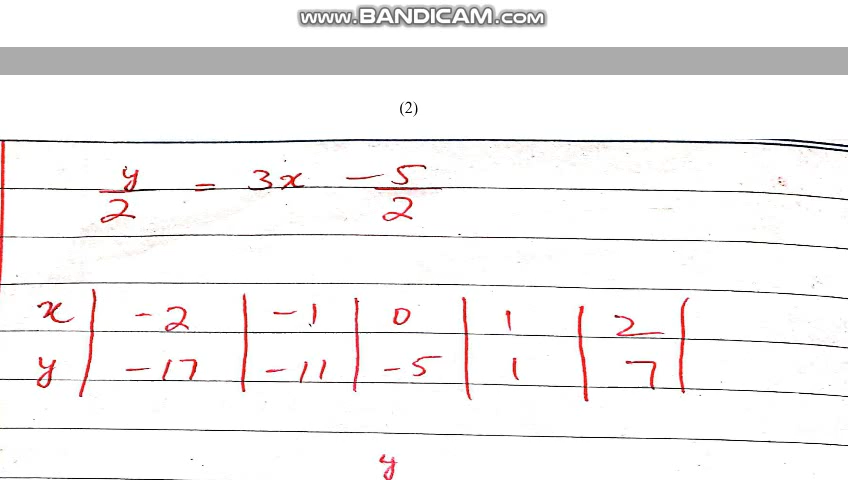 www.BANDICAM.com
(2)
y/2 = 3x - 5/2
x | -2 | -1 | 0 | 1 | 2 |
y | -17 | -11 | -5 | 1 | 7 |
y